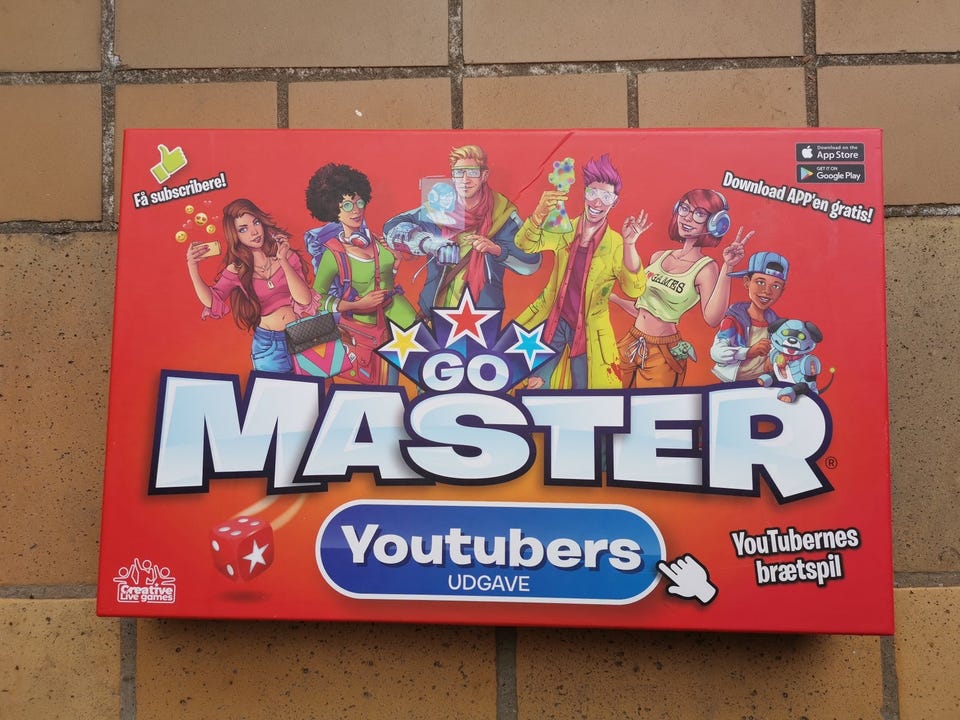 Få subscribere!
Download on the
App Store
GET IT ON
Google Play
Download APP'en gratis!
I ♥
GAMES
GO
MASTER®
Youtubers
UDGAVE
YouTubernes
brætspil
Creative
Live games